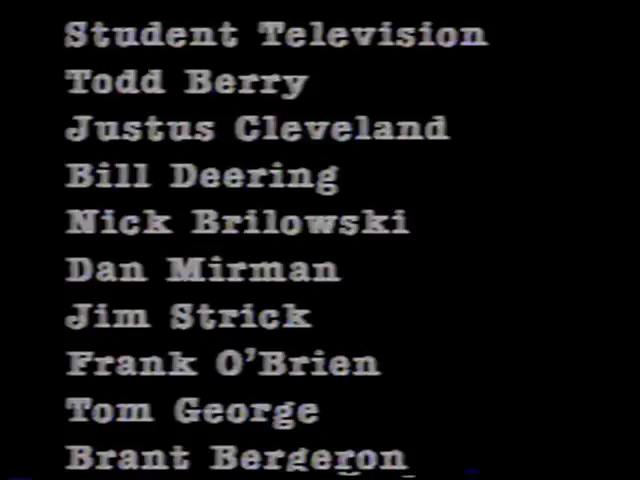 Student Television
Todd Berry
Justus Cleveland
Bill Deering
Nick Brilowski
Dan Mirman
Jim Strick
Frank O'Brien
Tom George
Brant Bergeron